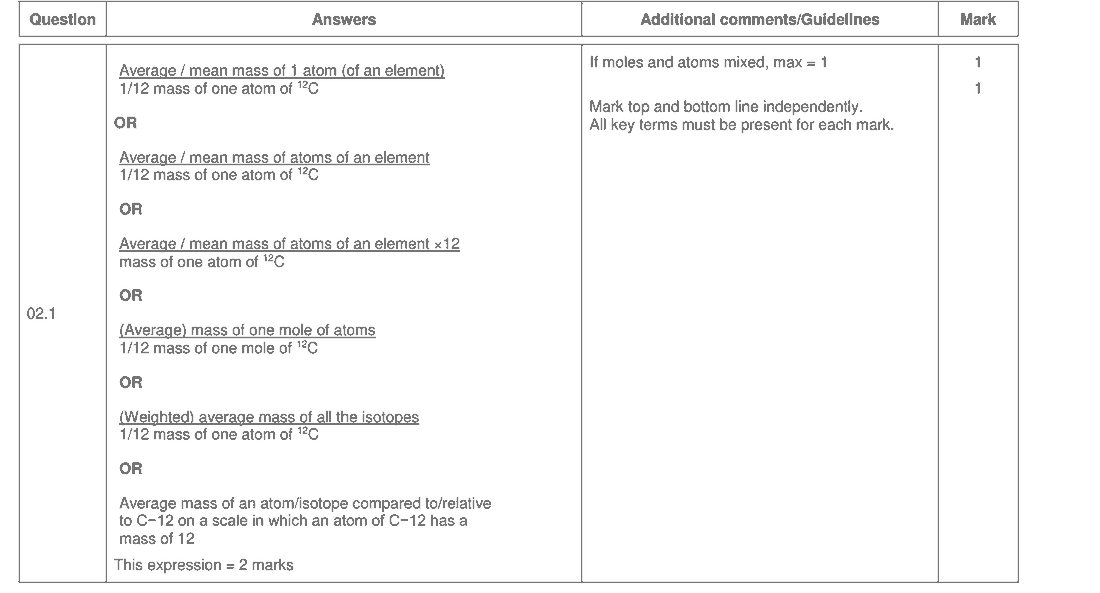 Question Answers Additional comments/Guidelines Mark
02.1
Average / mean mass of 1 atom (of an element)
1/12 mass of one atom of ¹²C
OR
Average / mean mass of atoms of an element
1/12 mass of one atom of ¹²C
OR
Average / mean mass of atoms of an element ×12
mass of one atom of ¹²C
OR
(Average) mass of one mole of atoms
1/12 mass of one mole of ¹²C
OR
(Weighted) average mass of all the isotopes
1/12 mass of one atom of ¹²C
OR
Average mass of an atom/isotope compared to/relative
to C−12 on a scale in which an atom of C−12 has a
mass of 12
This expression = 2 marks
If moles and atoms mixed, max = 1
Mark top and bottom line independently.
All key terms must be present for each mark.
1
1